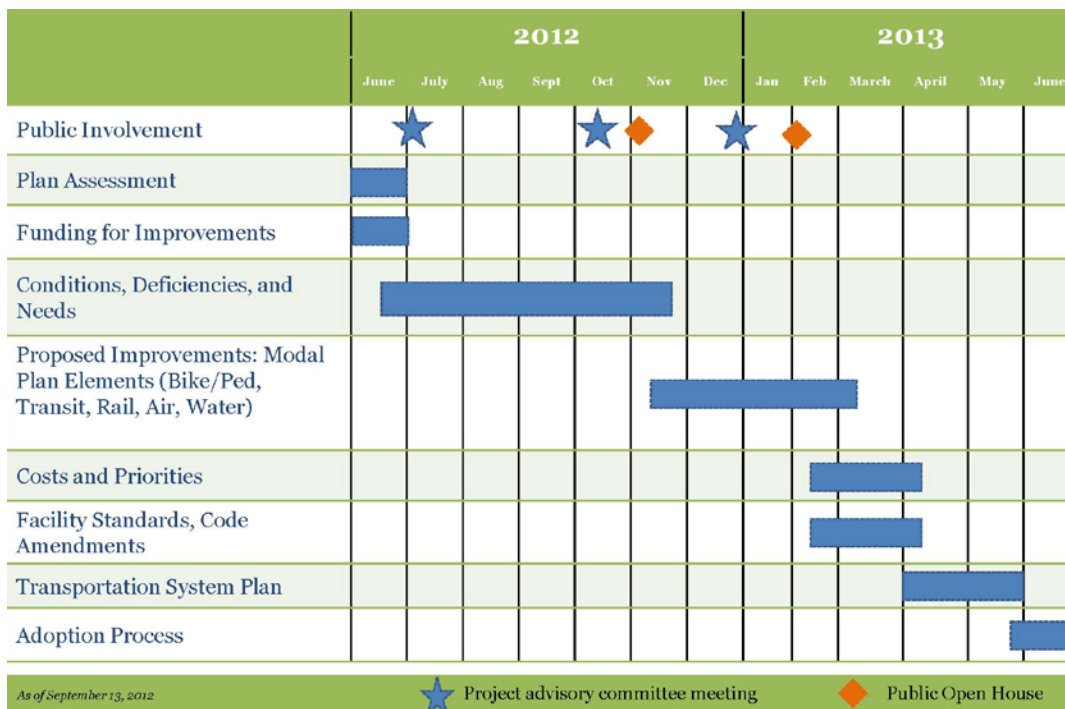 2012 2013
June July Aug Sept Oct Nov Dec Jan Feb March April May June
Public Involvement
Plan Assessment
Funding for Improvements
Conditions, Deficiencies, and
Needs
Proposed Improvements: Modal
Plan Elements (Bike/Ped,
Transit, Rail, Air, Water)
Costs and Priorities
Facility Standards, Code
Amendments
Transportation System Plan
Adoption Process
As of September 13, 2012 Project advisory committee meeting Public Open House